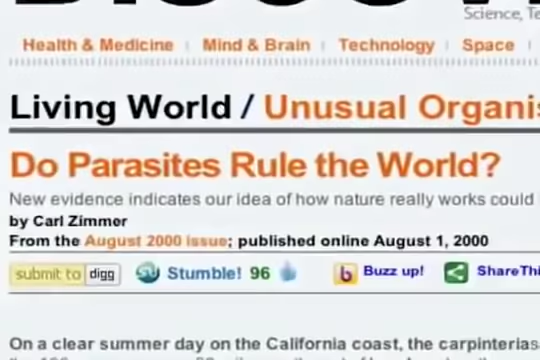 Science, Te
Health & Medicine | Mind & Brain | Technology | Space |
Living World / Unusual Organis
Do Parasites Rule the World?
New evidence indicates our idea of how nature really works could
by Carl Zimmer
From the August 2000 issue; published online August 1, 2000
submit to digg Stumble! 96 Buzz up! ShareThi
On a clear summer day on the California coast, the carpinterias